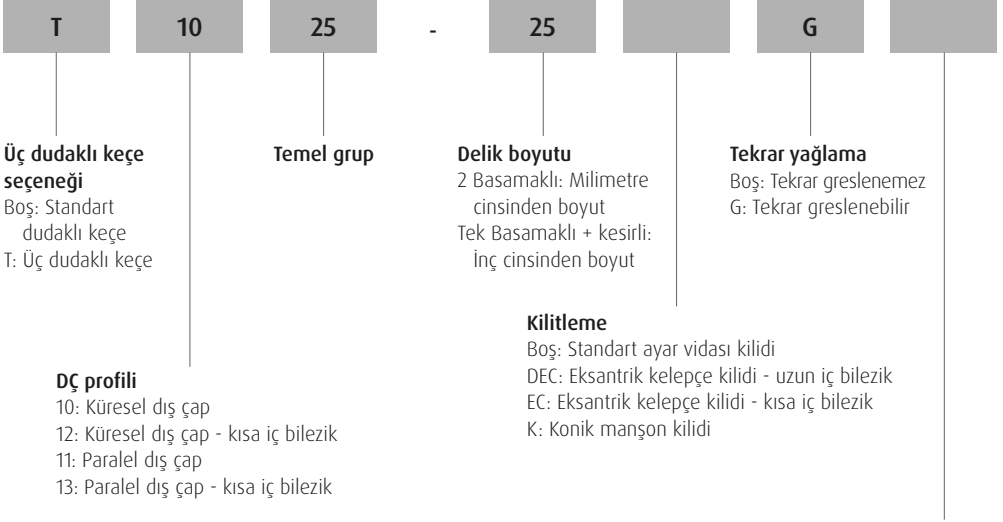 T 10 25 - 25 G
Üç dudaklı keçe
seçeneği
Boş: Standart
dudaklı keçe
T: Üç dudaklı keçe
Temel grup
Delik boyutu
2 Basamaklı: Milimetre
cinsinden boyut
Tek Basamaklı + kesirli:
İnç cinsinden boyut
Tekrar yağlama
Boş: Tekrar greslenemez
G: Tekrar greslenebilir
Kilitleme
Boş: Standart ayar vidası kilidi
DEC: Eksantrik kelepçe kilidi - uzun iç bilezik
EC: Eksantrik kelepçe kilidi - kısa iç bilezik
K: Konik manşon kilidi
DÇ profili
10: Küresel dış çap
12: Küresel dış çap - kısa iç bilezik
11: Paralel dış çap
13: Paralel dış çap - kısa iç bilezik